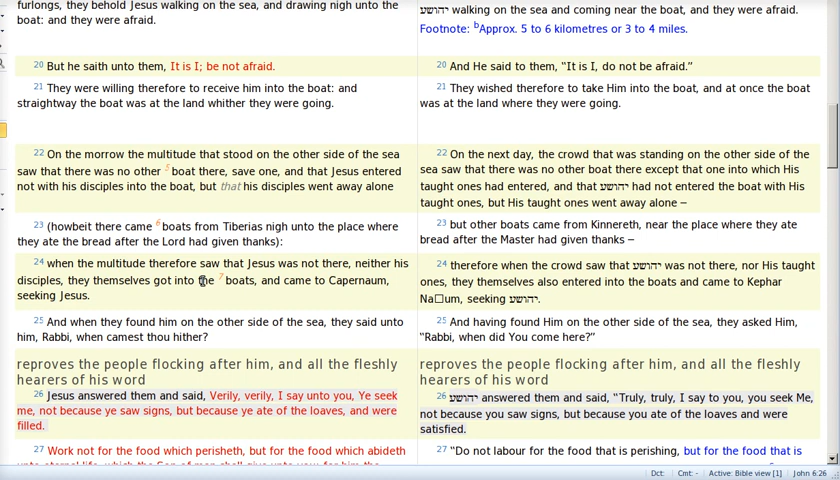 furlongs, they behold Jesus walking on the sea, and drawing nigh unto the
boat: and they were afraid.
20 But he saith unto them, It is I; be not afraid.
21 They were willing therefore to receive him into the boat: and
straightway the boat was at the land whither they were going.
22 On the morrow the multitude that stood on the other side of the sea
saw that there was no other 5 boat there, save one, and that Jesus entered
not with his disciples into the boat, but that his disciples went away alone
23 (howbeit there came 6 boats from Tiberias nigh unto the place where
they ate the bread after the Lord had given thanks):
24 when the multitude therefore saw that Jesus was not there, neither his
disciples, they themselves got into the 7 boats, and came to Capernaum,
seeking Jesus.
25 And when they found him on the other side of the sea, they said unto
him, Rabbi, when camest thou hither?
reproves the people flocking after him, and all the fleshly
hearers of his word
26 Jesus answered them and said, Verily, verily, I say unto you, Ye seek
me, not because ye saw signs, but because ye ate of the loaves, and were
filled.
27 Work not for the food which perisheth, but for the food which abideth
יהושע walking on the sea and coming near the boat, and they were afraid.
Footnote: bApprox. 5 to 6 kilometres or 3 to 4 miles.
20 And He said to them, “It is I, do not be afraid.”
21 They wished therefore to take Him into the boat, and at once the boat
was at the land where they were going.
22 On the next day, the crowd that was standing on the other side of the
sea saw that there was no other boat there except that one into which His
taught ones had entered, and that יהושע had not entered the boat with His
taught ones, but His taught ones went away alone –
23 but other boats came from Kinnereth, near the place where they ate
bread after the Master had given thanks –
24 therefore when the crowd saw that יהושע was not there, nor His taught
ones, they themselves also entered into the boats and came to Kephar
Na□um, seeking יהושע.
25 And having found Him on the other side of the sea, they asked Him,
“Rabbi, when did You come here?”
reproves the people flocking after him, and all the fleshly
hearers of his word
26 יהושע answered them and said, “Truly, truly, I say to you, you seek Me,
not because you saw signs, but because you ate of the loaves and were
satisfied.
27 “Do not labour for the food that is perishing, but for the food that is
Dct: Cmt: - Active: Bible view [1] John 6:26